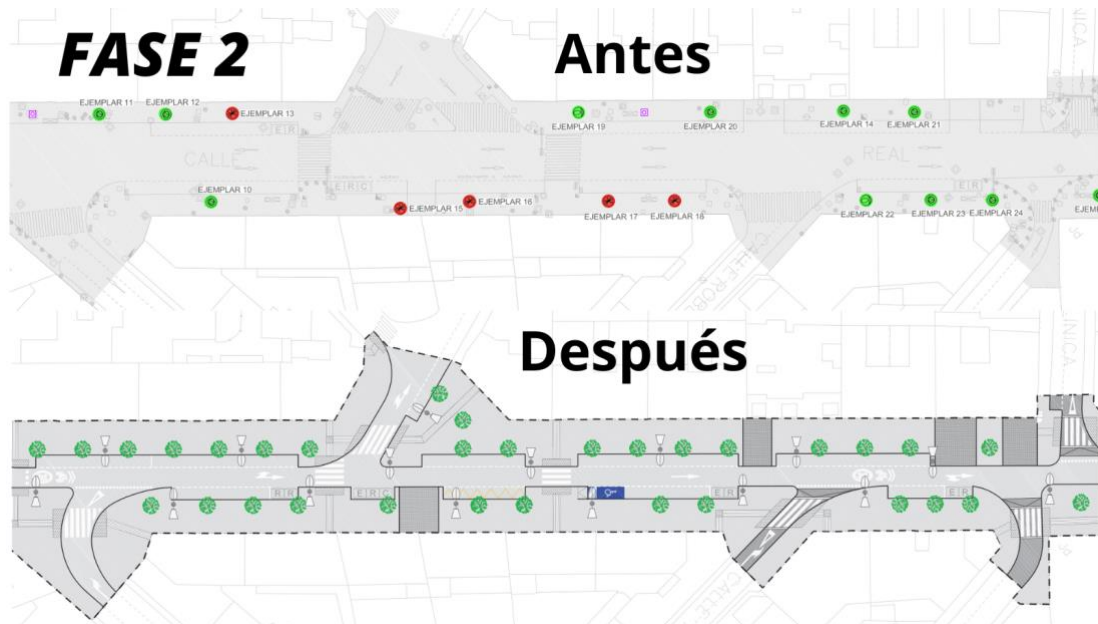 FASE 2
Antes
EJEMPLAR 11
EJEMPLAR 12
EJEMPLAR 13
EJEMPLAR 19
EJEMPLAR 20
EJEMPLAR 14
EJEMPLAR 21
E R
CALLE
REAL
EJEMPLAR 10
E R C
EJEMPLAR 15
EJEMPLAR 16
EJEMPLAR 17
EJEMPLAR 18
E R
EJEMPLAR 22
EJEMPLAR 23
EJEMPLAR 24
Después
E R C
E R
E R